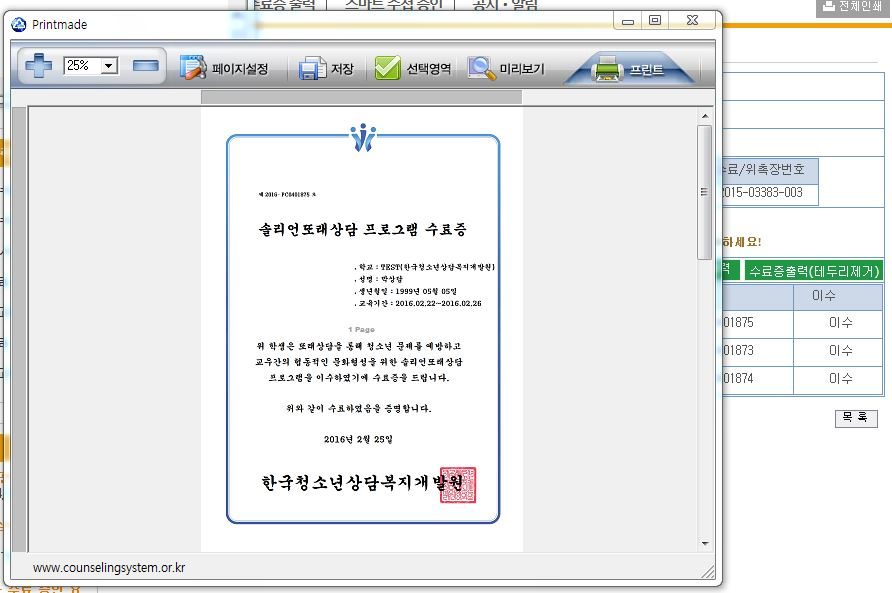 수료증 출력
스마트 수첩 승인
공지・알림
전체인쇄
Printmade
25%
페이지설정
저장
선택영역
미리보기
프린트
제 2016- PC0401875 호
솔리언또래상담 프로그램 수료증
. 학교 : TEST(한국청소년상담복지개발원)
. 성명 : 박상담
. 생년월일 : 1999년 05월 05일
. 교육기간 : 2016.02.22~2016.02.26
1 Page
위 학생은 또래상담을 통해 청소년 문제를 예방하고
교우간의 협동적인 문화형성을 위한 솔리언또래상담
프로그램을 이수하였기에 수료증을 드립니다.
위와 같이 수료하였음을 증명합니다.
2016년 2월 25일
한국청소년상담복지개발원
www.counselingsystem.or.kr
료/위촉장번호
2015-03383-003
하세요!
력
수료증출력(테두리제거)
이수
01875
이수
01873
이수
01874
이수
목 록